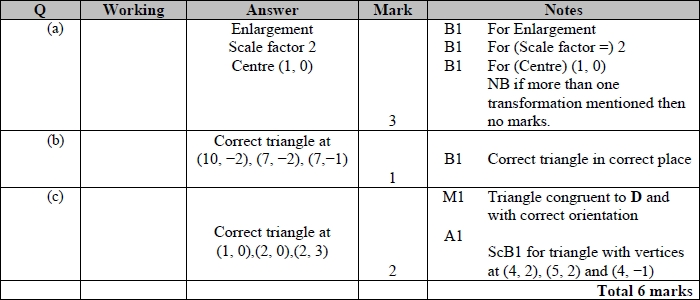 Q Working Answer Mark Notes
(a) Enlargement B1 For Enlargement
Scale factor 2 B1 For (Scale factor =) 2
Centre (1, 0) B1 For (Centre) (1, 0)
NB if more than one
transformation mentioned then
3 no marks.
(b) Correct triangle at
(10, −2), (7, −2), (7,−1) B1 Correct triangle in correct place
1
(c) M1 Triangle congruent to D and
with correct orientation
Correct triangle at A1
(1, 0),(2, 0),(2, 3) ScB1 for triangle with vertices
2 at (4, 2), (5, 2) and (4, −1)
Total 6 marks